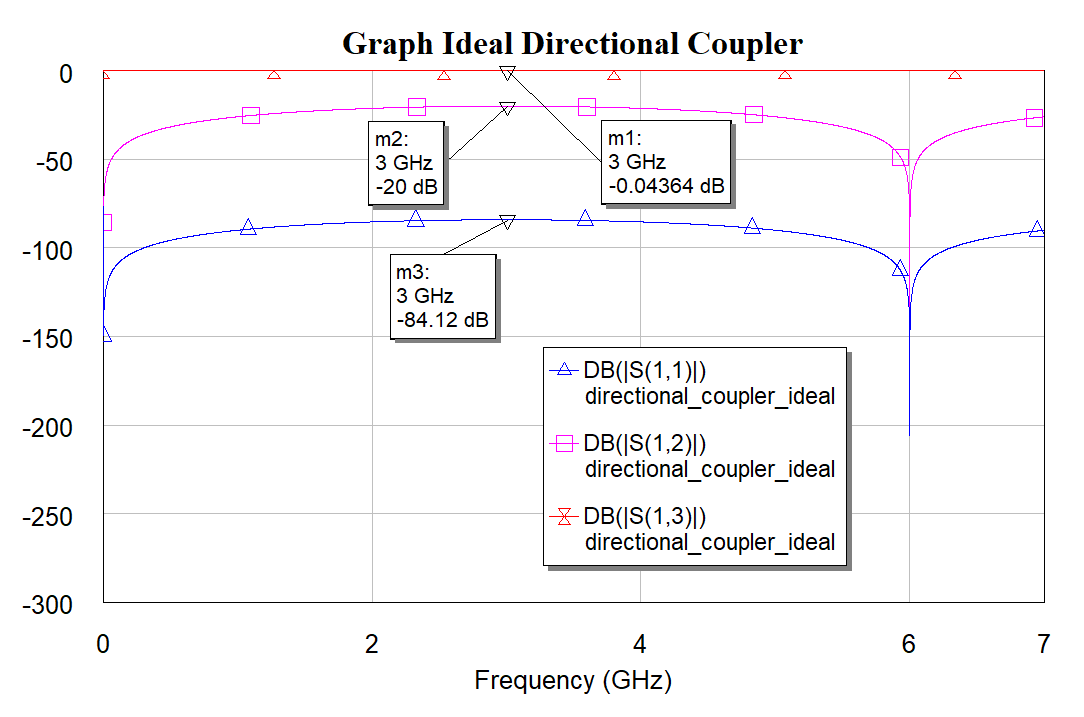 Graph Ideal Directional Coupler
0
-50
-100
-150
-200
-250
-300
m2:
3 GHz
-20 dB
m1:
3 GHz
-0.04364 dB
m3:
3 GHz
-84.12 dB
DB(|S(1,1)|)
directional_coupler_ideal
DB(|S(1,2)|)
directional_coupler_ideal
DB(|S(1,3)|)
directional_coupler_ideal
0 2 4 6 7
Frequency (GHz)